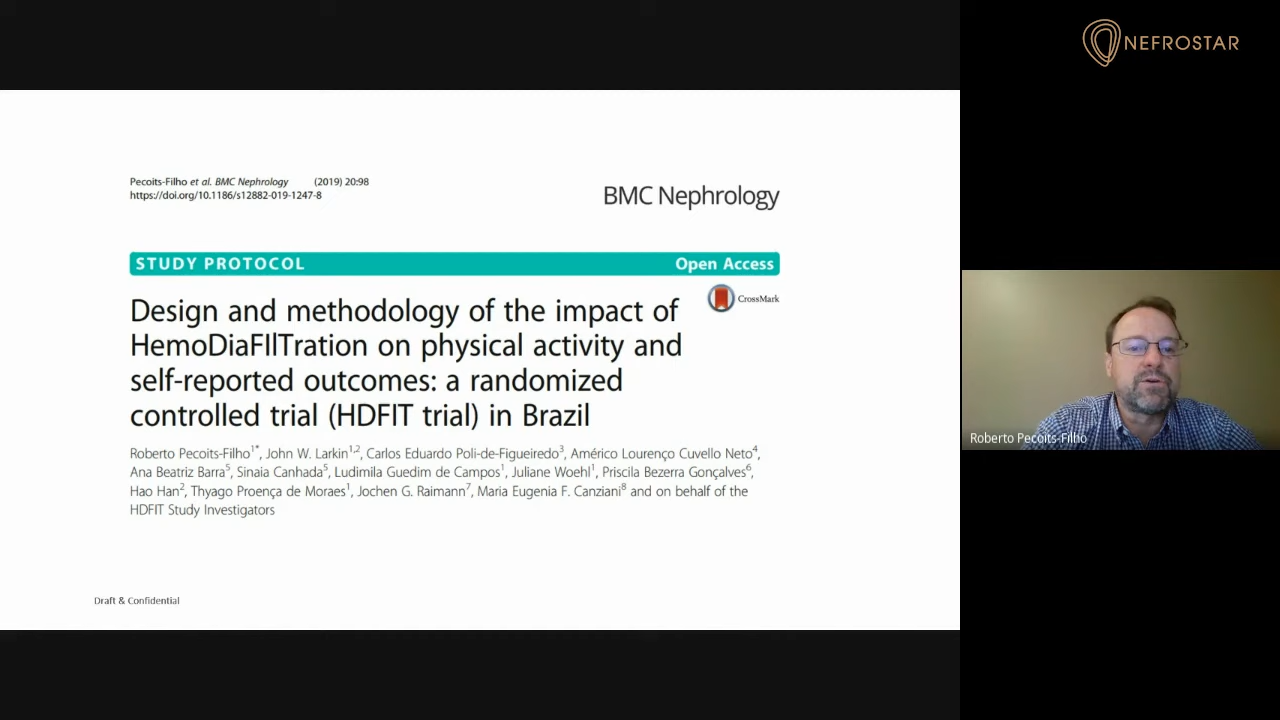 NEFROSTAR
Pecoits-Filho et al. BMC Nephrology (2019) 20:98
https://doi.org/10.1186/s12882-019-1247-8
BMC Nephrology
STUDY PROTOCOL Open Access
CrossMark
Design and methodology of the impact of
HemoDiaFIlTration on physical activity and
self-reported outcomes: a randomized
controlled trial (HDFIT trial) in Brazil
Roberto Pecoits-Filho1*, John W. Larkin1,2, Carlos Eduardo Poli-de-Figueiredo3, Américo Lourenço Cuvello Neto4,
Ana Beatriz Barra5, Sinaia Canhada5, Ludimila Guedim de Campos1, Juliane Woehl1, Priscila Bezerra Gonçalves6,
Hao Han2, Thyago Proença de Moraes1, Jochen G. Raimann7, Maria Eugenia F. Canziani8 and on behalf of the
HDFIT Study Investigators
Roberto Pecoits-Filho
Draft & Confidential